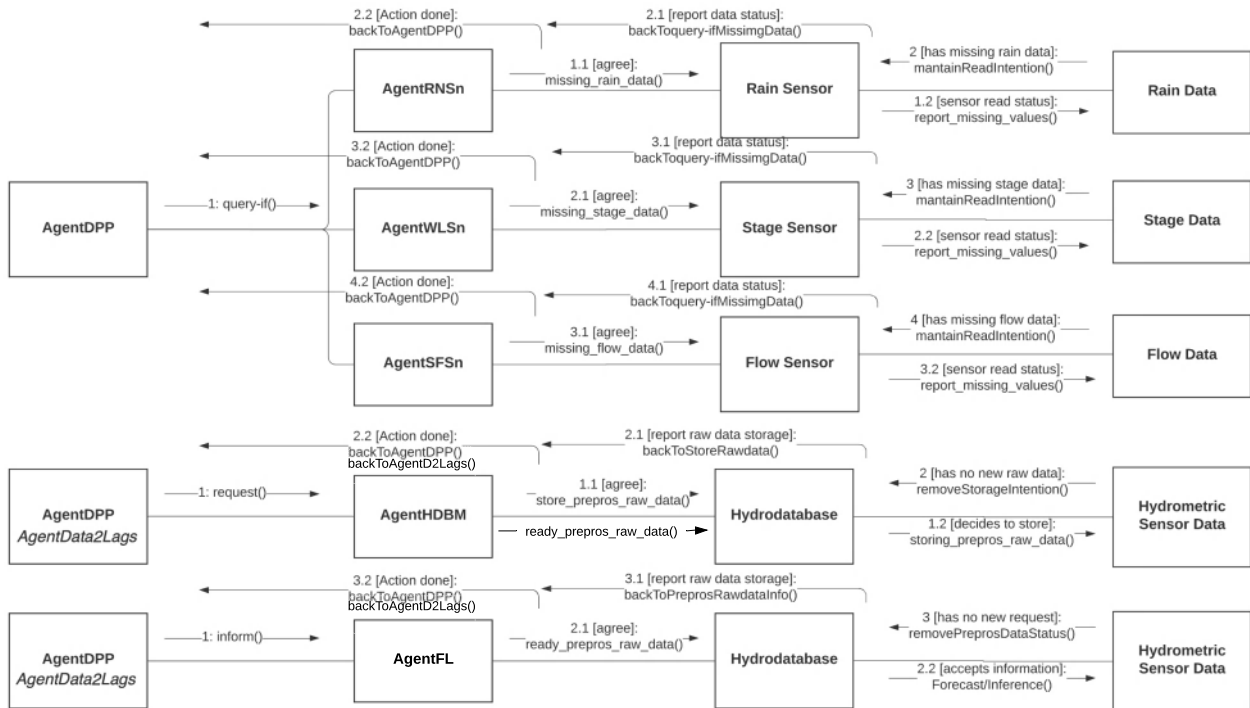 2.2 [Action done]:
backToAgentDPP()
2.1 [report data status]:
backToquery-ifMissimgData()
AgentRNSn
1.1 [agree]:
missing_rain_data()
Rain Sensor
2 [has missing rain data]:
mantainReadIntention()
1.2 [sensor read status]:
report_missing_values()
Rain Data
3.2 [Action done]:
backToAgentDPP()
3.1 [report data status]:
backToquery-ifMissimgData()
AgentDPP
1: query-if()
AgentWLSn
2.1 [agree]:
missing_stage_data()
Stage Sensor
3 [has missing stage data]:
mantainReadIntention()
2.2 [sensor read status]:
report_missing_values()
Stage Data
4.2 [Action done]:
backToAgentDPP()
4.1 [report data status]:
backToquery-ifMissimgData()
AgentSFSn
3.1 [agree]:
missing_flow_data()
Flow Sensor
4 [has missing flow data]:
mantainReadIntention()
3.2 [sensor read status]:
report_missing_values()
Flow Data
2.2 [Action done]:
backToAgentDPP()
backToAgentD2Lags()
2.1 [report raw data storage]:
backToStoreRawdata()
AgentDPP
AgentData2Lags
1: request()
AgentHDBM
1.1 [agree]:
store_prepros_raw_data()
ready_prepros_raw_data()
Hydrodatabase
2 [has no new raw data]:
removeStorageIntention()
1.2 [decides to store]:
storing_prepros_raw_data()
Hydrometric
Sensor Data
3.2 [Action done]:
backToAgentDPP()
backToAgentD2Lags()
3.1 [report raw data storage]:
backToPreprosRawdataInfo()
AgentDPP
AgentData2Lags
1: inform()
AgentFL
2.1 [agree]:
ready_prepros_raw_data()
Hydrodatabase
3 [has no new request]:
removePreprosDataStatus()
2.2 [accepts information]:
Forecast/Inference()
Hydrometric
Sensor Data